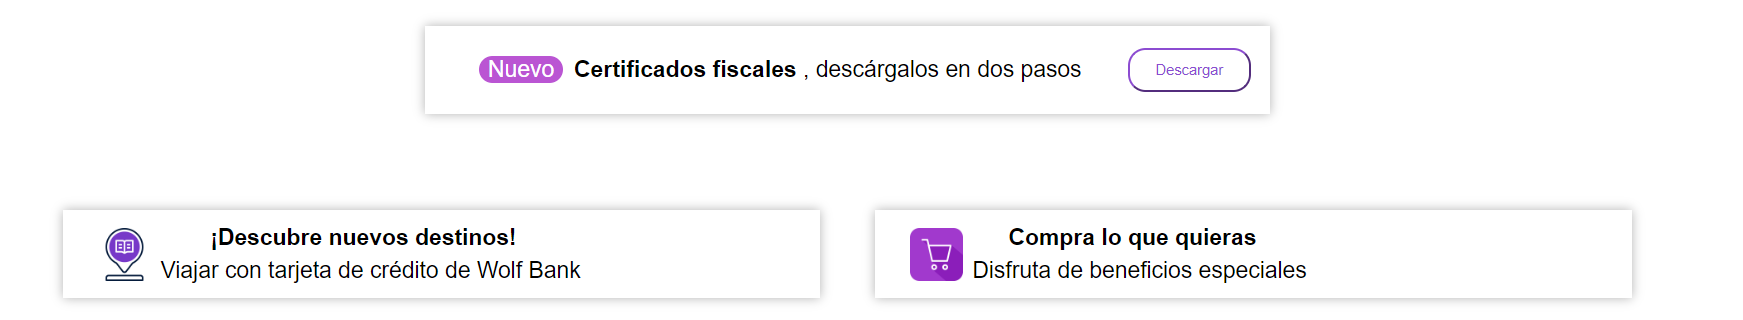 Nuevo Certificados fiscales , descárgalos en dos pasos Descargar
¡Descubre nuevos destinos!
Viajar con tarjeta de crédito de Wolf Bank
Compra lo que quieras
Disfruta de beneficios especiales